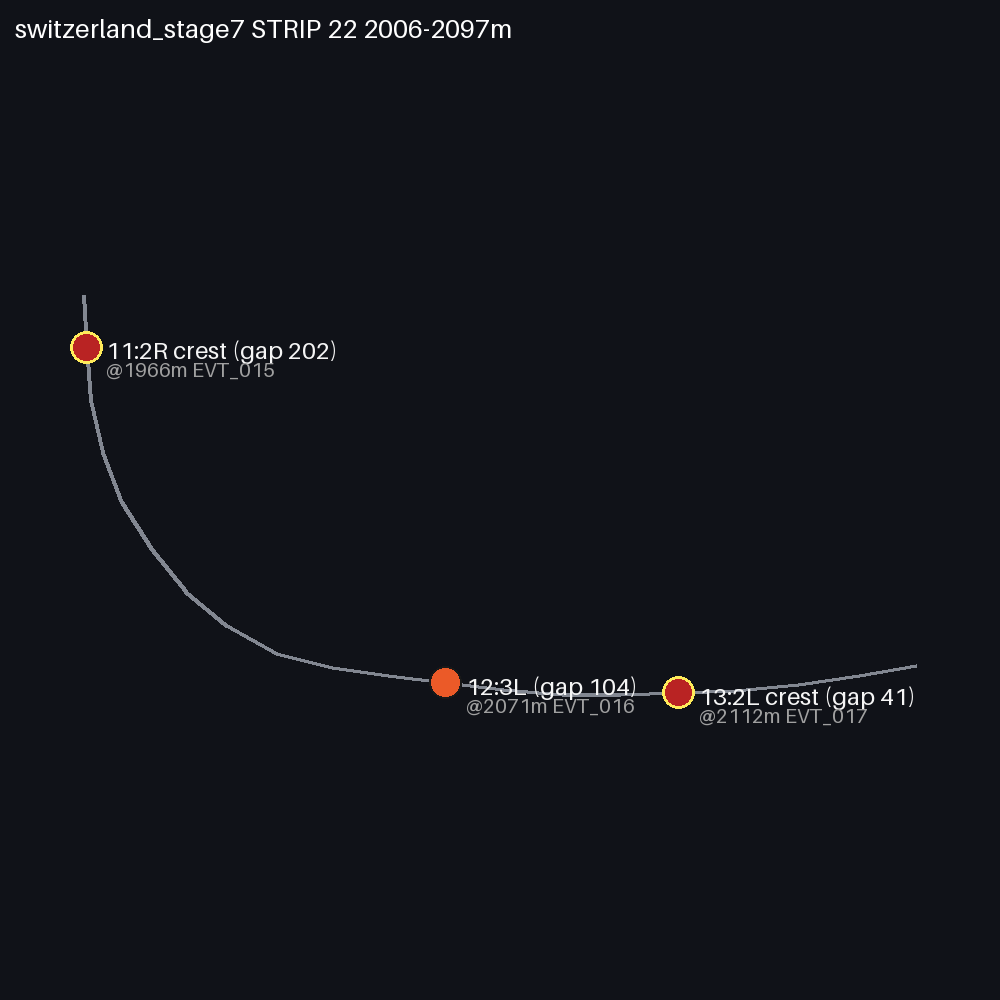 switzerland_stage7 STRIP 22 2006-2097m
11:2R crest (gap 202)
@1966m EVT_015
12:3L (gap 104)
@2071m EVT_016
13:2L crest (gap 41)
@2112m EVT_017